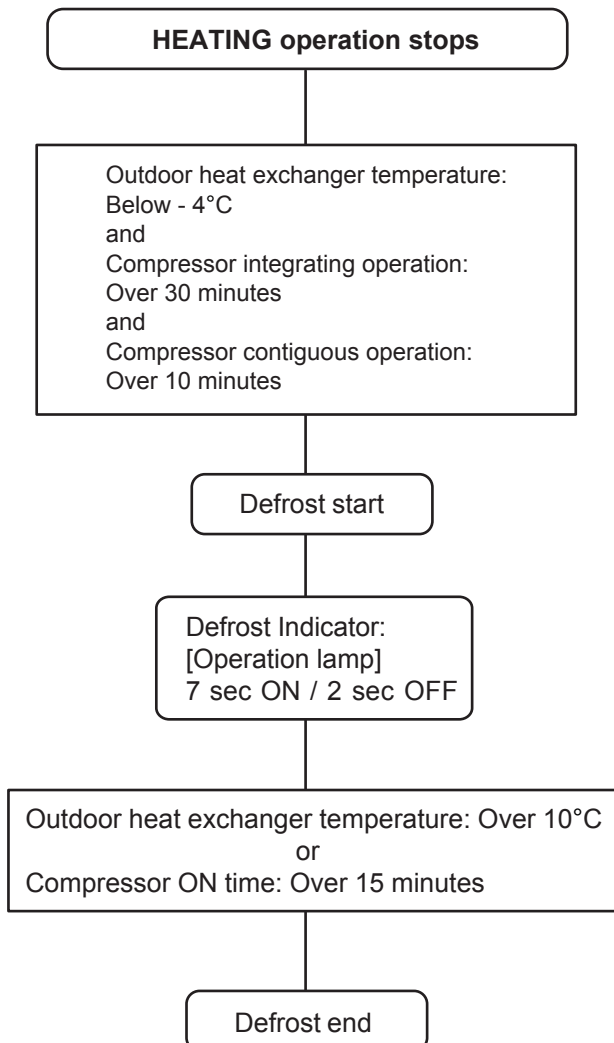 HEATING operation stops
Outdoor heat exchanger temperature:
Below - 4°C
and
Compressor integrating operation:
Over 30 minutes
and
Compressor contiguous operation:
Over 10 minutes
Defrost start
Defrost Indicator:
[Operation lamp]
7 sec ON / 2 sec OFF
Outdoor heat exchanger temperature: Over 10°C
or
Compressor ON time: Over 15 minutes
Defrost end